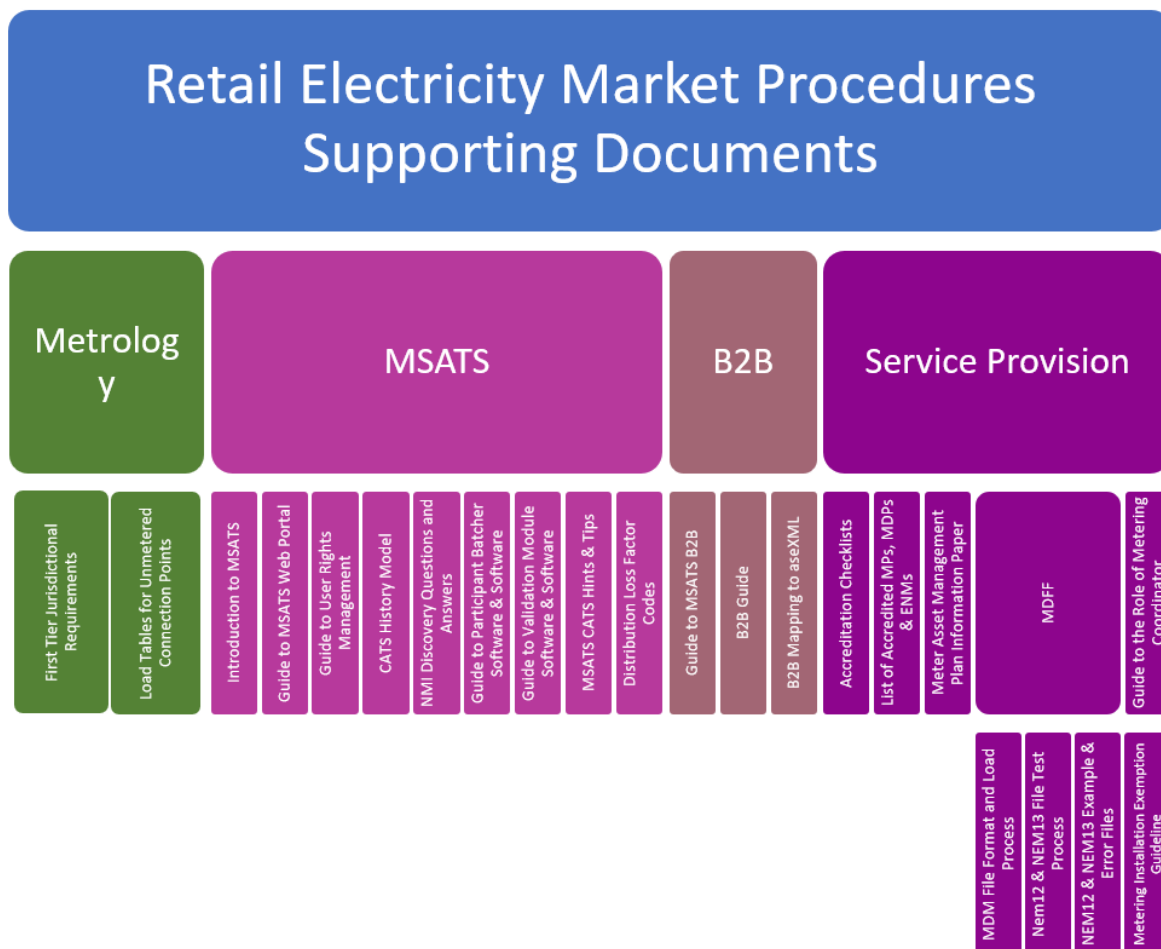 Retail Electricity Market Procedures
Supporting Documents
Metrolog
y
MSATS
B2B
Service Provision
First Tier Jurisdictional
Requirements
Load Tables for Unmetered
Connection Points
Introduction to MSATS
Guide to MSATS Web Portal
Guide to User Rights
Management
CATS History Model
NMI Discovery Questions and
Answers
Guide to Participant Batcher
Software & Software
Guide to Validation Module
Software & Software
MSATS CATS Hints & Tips
Distribution Loss Factor
Codes
Guide to MSATS B2B
B2B Guide
B2B Mapping to aseXML
Accreditation Checklists
List of Accredited MPs, MDPs
& ENMs
Meter Asset Management
Plan Information Paper
MDFF
Guide to the Role of Metering
Coordinator
MDM File Format and Load
Process
Nem12 & NEM13 File Test
Process
NEM12 & NEM13 Example &
Error Files
Metering Installation Exemption
Guideline